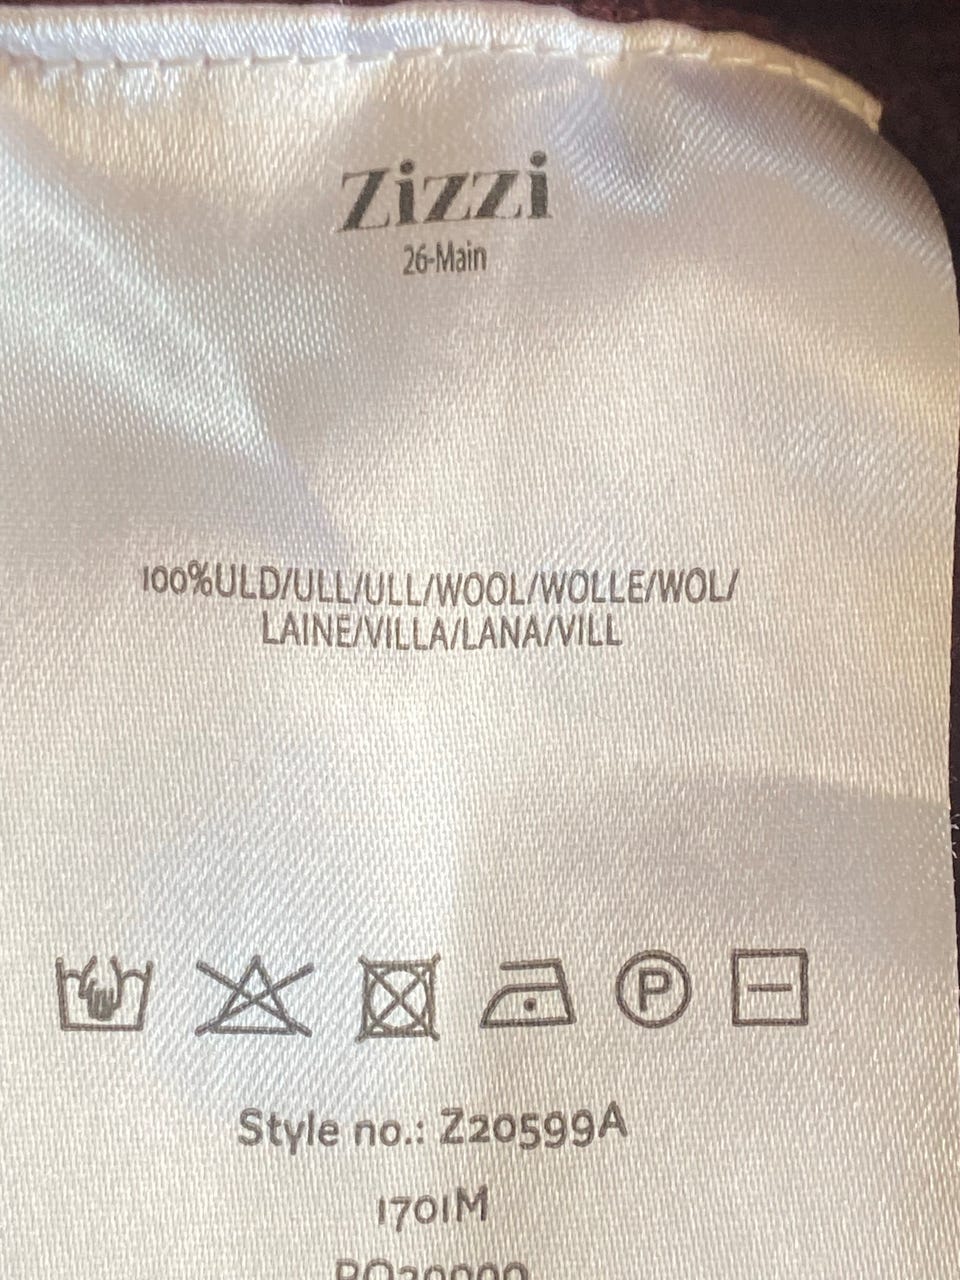 Zizzi
26-Main
100%ULD/ULL/ULL/WOOL/WOLLE/WOL/
LAINE/VILLA/LANA/VILL
P
Style no.: Z20599A
1701M